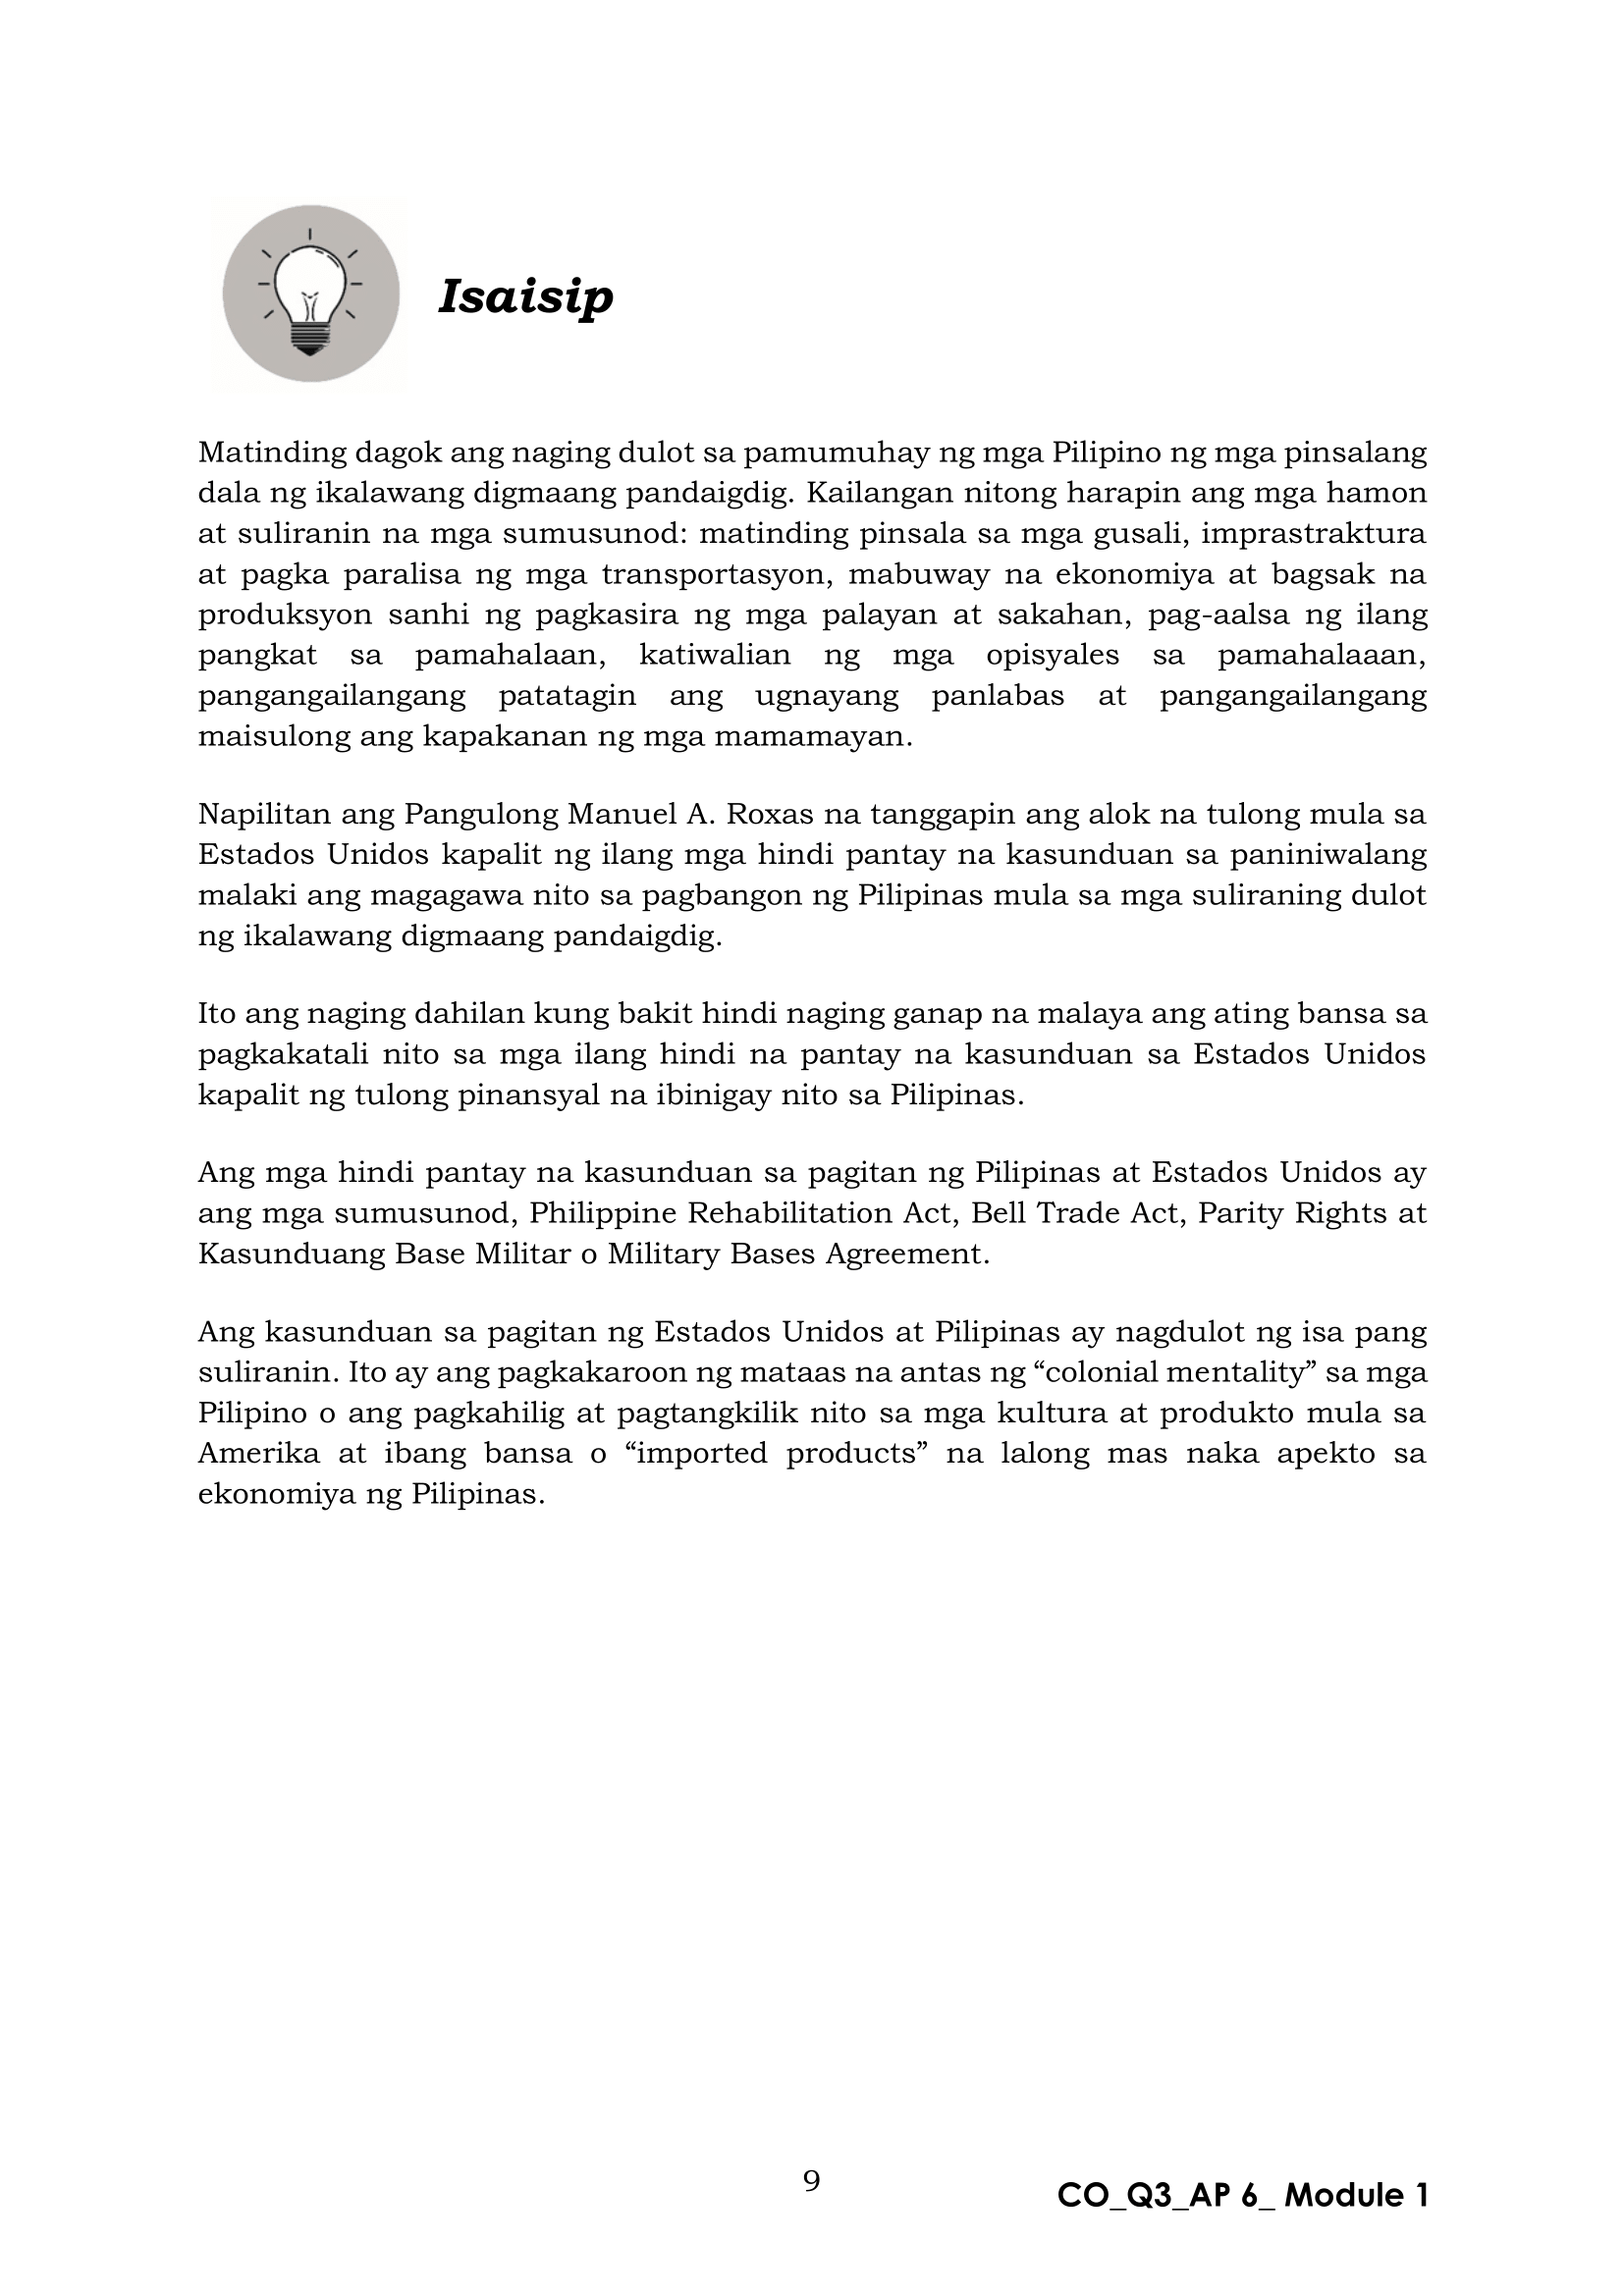 Isaisip
Matinding dagok ang naging dulot sa pamumuhay ng mga Pilipino ng mga pinsalang
dala ng ikalawang digmaang pandaigdig. Kailangan nitong harapin ang mga hamon
at suliranin na mga sumusunod: matinding pinsala sa mga gusali, imprastraktura
at pagka paralisa ng mga transportasyon, mabuway na ekonomiya at bagsak na
produksyon sanhi ng pagkasira ng mga palayan at sakahan, pag-aalsa ng ilang
pangkat sa pamahalaan, katiwalian ng mga opisyales sa pamahalaaan,
pangangailangang patatagin ang ugnayang panlabas at pangangailangang
maisulong ang kapakanan ng mga mamamayan.
Napilitan ang Pangulong Manuel A. Roxas na tanggapin ang alok na tulong mula sa
Estados Unidos kapalit ng ilang mga hindi pantay na kasunduan sa paniniwalang
malaki ang magagawa nito sa pagbangon ng Pilipinas mula sa mga suliraning dulot
ng ikalawang digmaang pandaigdig.
Ito ang naging dahilan kung bakit hindi naging ganap na malaya ang ating bansa sa
pagkakatali nito sa mga ilang hindi na pantay na kasunduan sa Estados Unidos
kapalit ng tulong pinansyal na ibinigay nito sa Pilipinas.
Ang mga hindi pantay na kasunduan sa pagitan ng Pilipinas at Estados Unidos ay
ang mga sumusunod, Philippine Rehabilitation Act, Bell Trade Act, Parity Rights at
Kasunduang Base Militar o Military Bases Agreement.
Ang kasunduan sa pagitan ng Estados Unidos at Pilipinas ay nagdulot ng isa pang
suliranin. Ito ay ang pagkakaroon ng mataas na antas ng “colonial mentality” sa mga
Pilipino o ang pagkahilig at pagtangkilik nito sa mga kultura at produkto mula sa
Amerika at ibang bansa o “imported products” na lalong mas naka apekto sa
ekonomiya ng Pilipinas.
9
CO_Q3_AP 6_ Module 1